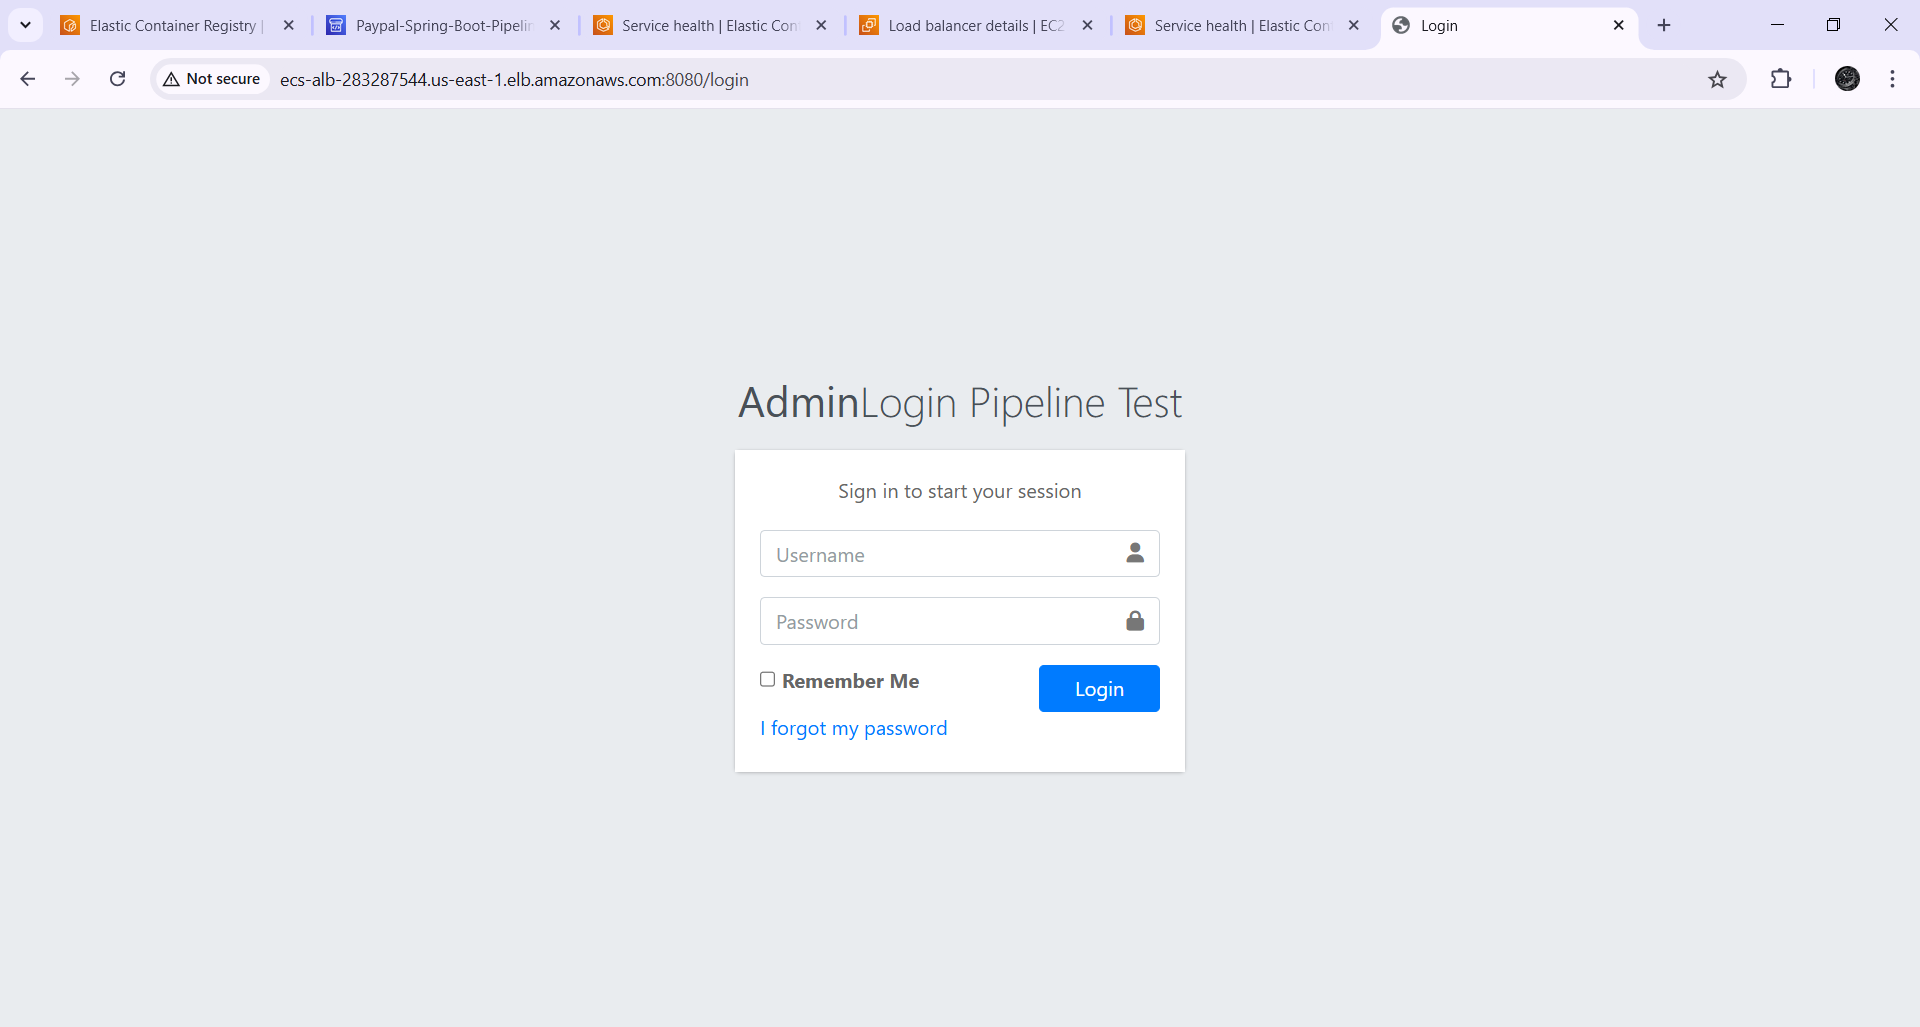 Elastic Container Registry |
Paypal-Spring-Boot-Pipelin
Service health | Elastic Con
Load balancer details | EC2
Service health | Elastic Con
Login
Not secure
ecs-alb-283287544.us-east-1.elb.amazonaws.com:8080/login
AdminLogin Pipeline Test
Sign in to start your session
Username
Password
Remember Me
Login
I forgot my password